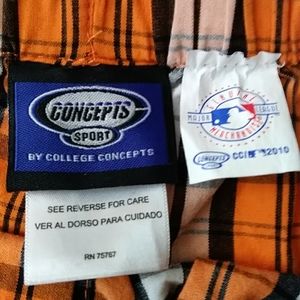 CONCEPTS
SPORT
BY COLLEGE CONCEPTS
SEE REVERSE FOR CARE
VER AL DORSO PARA CUIDADO
RN 75767
GENUINE
MAJOR LEAGUE
MERCHANDISE
CONCEPTS
2010